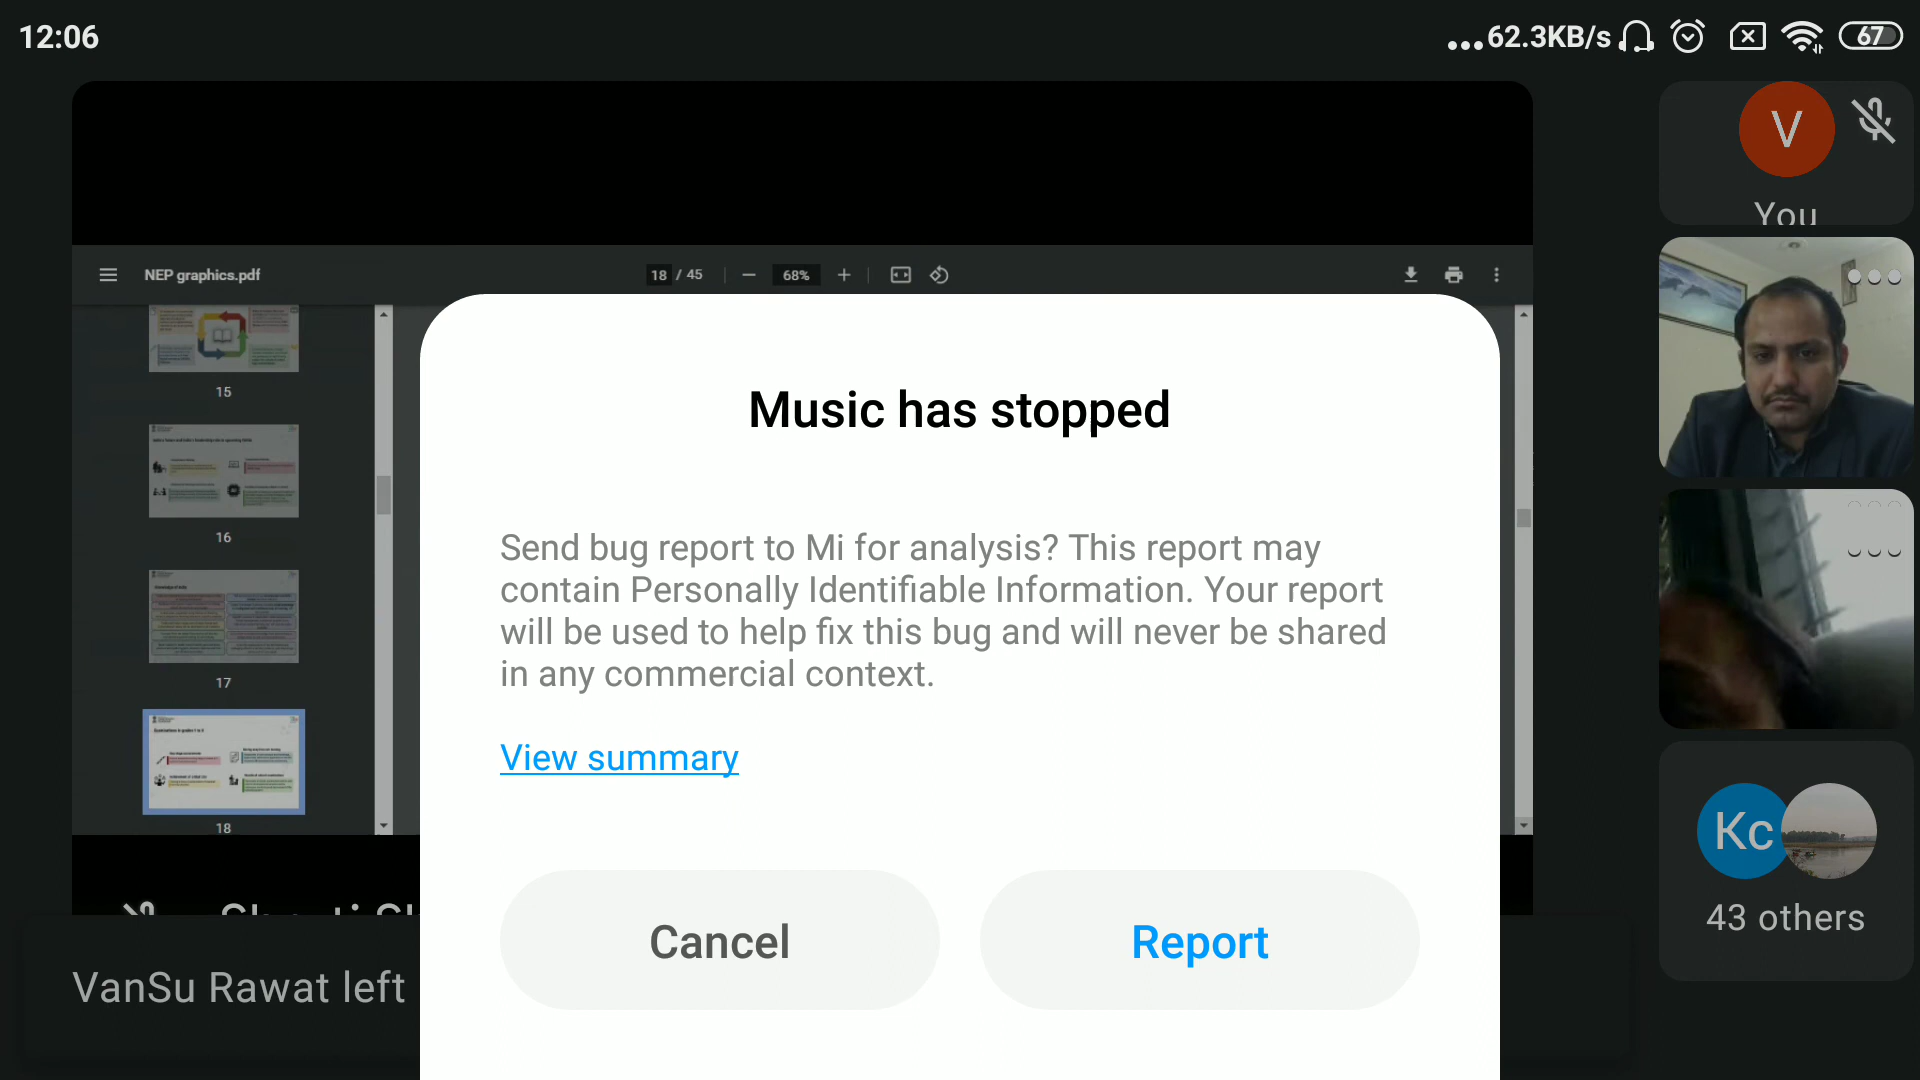 12:06
...62.3KB/s
67
V
You
NEP graphics.pdf
18 / 45
68%
15
16
17
18
Music has stopped
Send bug report to Mi for analysis? This report may
contain Personally Identifiable Information. Your report
will be used to help fix this bug and will never be shared
in any commercial context.
View summary
Cancel
Report
VanSu Rawat left
Kc
43 others